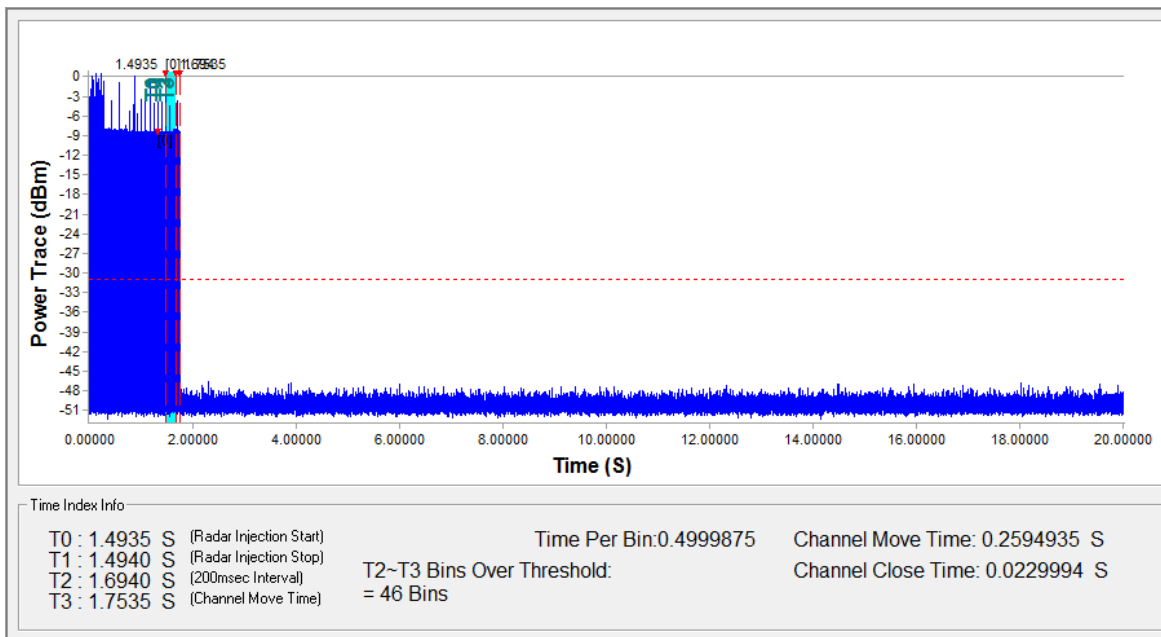 1.4935 [0]
0
-3
-6
-9
[0]
-12
-15
-18
-21
-24
-27
-30
-33
-36
-39
-42
-45
-48
-51
Power Trace (dBm)
0.00000 2.00000 4.00000 6.00000 8.00000 10.00000 12.00000 14.00000 16.00000 18.00000 20.00000
Time (S)
Time Index Info
T0 : 1.4935 S (Radar Injection Start)
T1 : 1.4940 S (Radar Injection Stop)
T2 : 1.6940 S (200msec Interval)
T3 : 1.7535 S (Channel Move Time)
Time Per Bin:0.4999875
T2~T3 Bins Over Threshold:
= 46 Bins
Channel Move Time: 0.2594935 S
Channel Close Time: 0.0229994 S